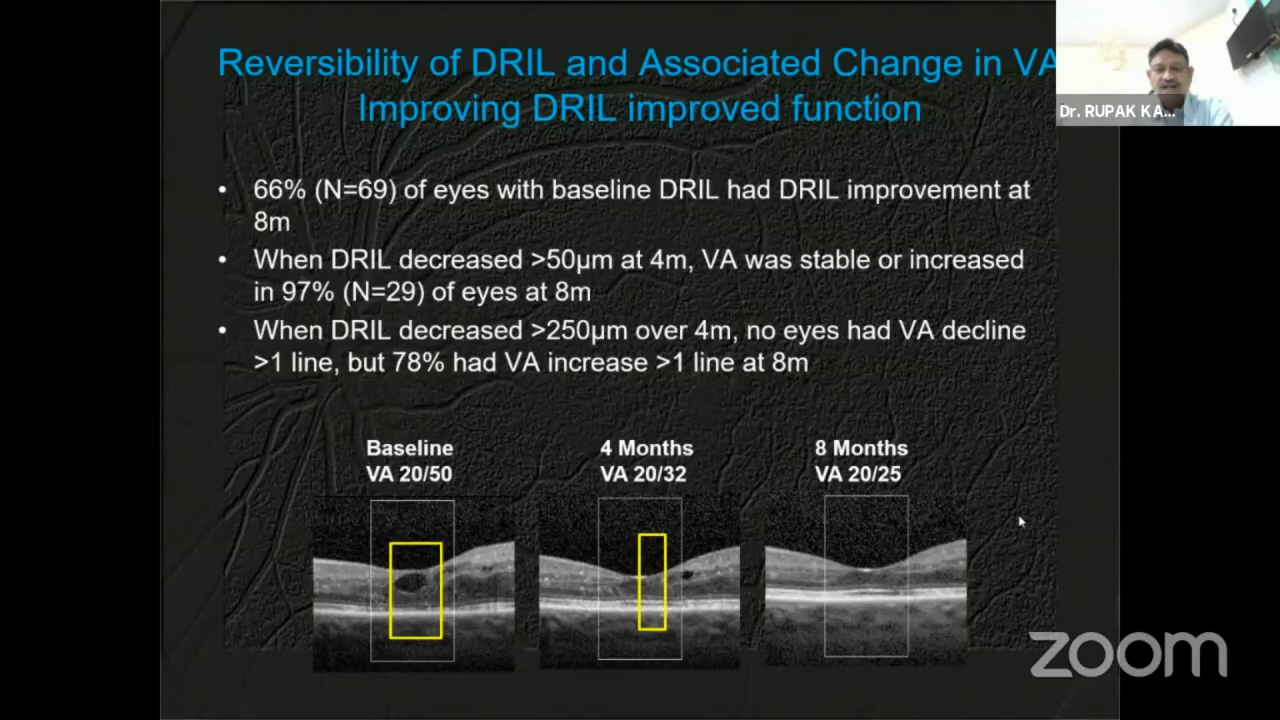 Reversibility of DRIL and Associated Change in VA
Improving DRIL improved function
Dr. RUPAK KA...
• 66% (N=69) of eyes with baseline DRIL had DRIL improvement at
8m
• When DRIL decreased >50μm at 4m, VA was stable or increased
in 97% (N=29) of eyes at 8m
• When DRIL decreased >250μm over 4m, no eyes had VA decline
>1 line, but 78% had VA increase >1 line at 8m
Baseline
VA 20/50
4 Months
VA 20/32
8 Months
VA 20/25
zoom